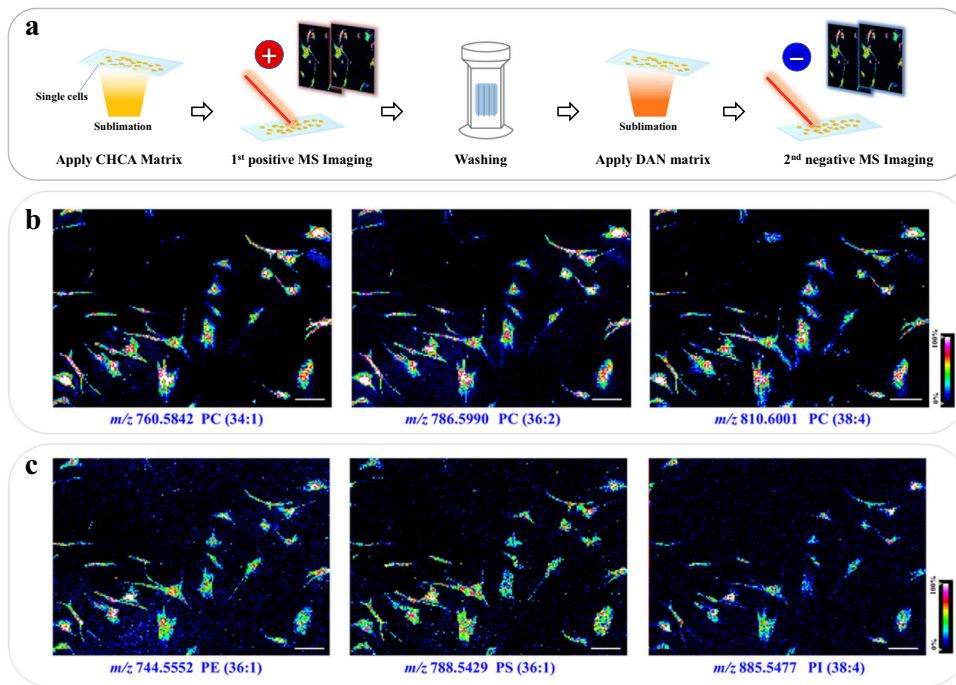 a
+
−
Single cells
Sublimation
Sublimation
Apply CHCA Matrix
1st positive MS Imaging
Washing
Apply DAN matrix
2nd negative MS Imaging
b
100%
0%
m/z 760.5842 PC (34:1)
m/z 786.5990 PC (36:2)
m/z 810.6001 PC (38:4)
c
100%
0%
m/z 744.5552 PE (36:1)
m/z 788.5429 PS (36:1)
m/z 885.5477 PI (38:4)